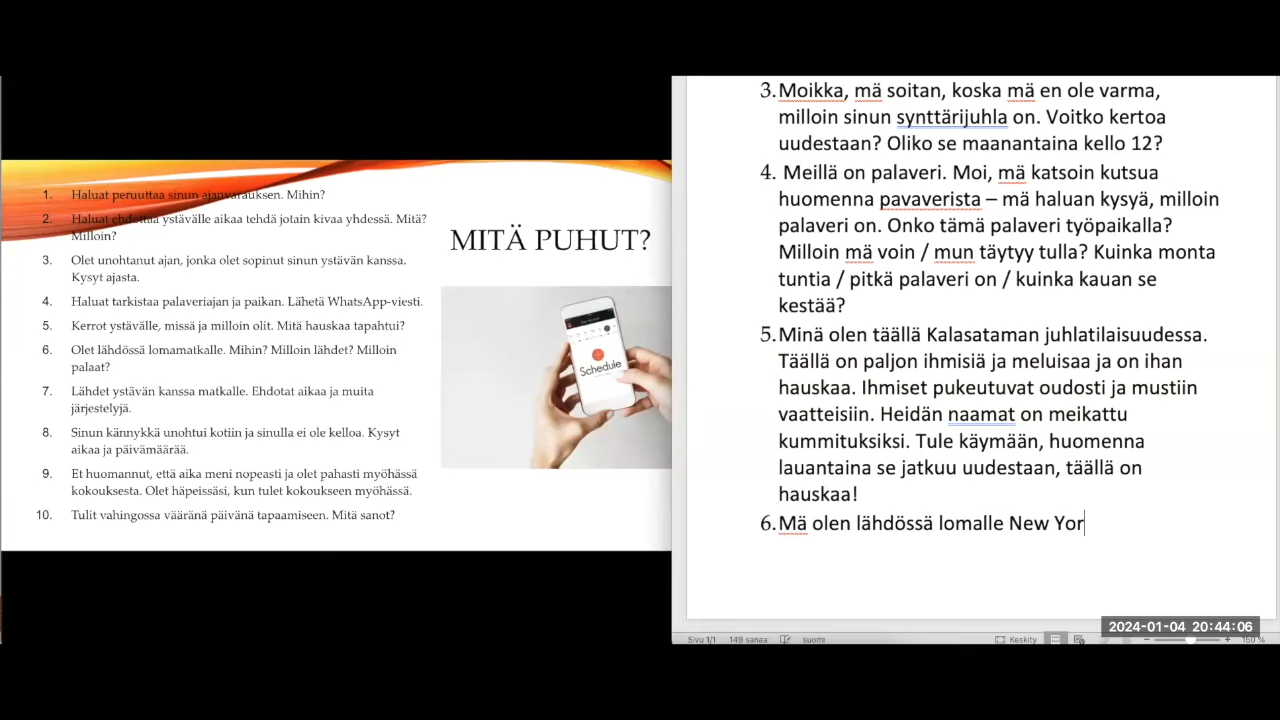 1. Haluat peruuttaa sinun ajanvarauksen. Mihin?
2. Haluat ehdottaa ystävälle aikaa tehdä jotain kivaa yhdessä. Mitä?
Milloin?
3. Olet unohtanut ajan, jonka olet sopinut sinun ystävän kanssa.
Kysyt ajasta.
4. Haluat tarkistaa palaveriajan ja paikan. Lähetä WhatsApp-viesti.
5. Kerrot ystävälle, missä ja milloin olit. Mitä hauskaa tapahtui?
6. Olet lähdössä lomamatkalle. Mihin? Milloin lähdet? Milloin
palaat?
7. Lähdet ystävän kanssa matkalle. Ehdotat aikaa ja muita
järjestelyjä.
8. Sinun kännykkä unohtui kotiin ja sinulla ei ole kelloa. Kysyt
aikaa ja päivämäärää.
9. Et huomannut, että aika meni nopeasti ja olet pahasti myöhässä
kokouksesta. Olet häpeissäsi, kun tulet kokoukseen myöhässä.
10. Tulit vahingossa vääränä päivänä tapaamiseen. Mitä sanot?
MITÄ PUHUT?
Schedule
3. Moikka, mä soitan, koska mä en ole varma,
milloin sinun synttärijuhla on. Voitko kertoa
uudestaan? Oliko se maanantaina kello 12?
4. Meillä on palaveri. Moi, mä katsoin kutsua
huomenna pavaverista – mä haluan kysyä, milloin
palaveri on. Onko tämä palaveri työpaikalla?
Milloin mä voin / mun täytyy tulla? Kuinka monta
tuntia / pitkä palaveri on / kuinka kauan se
kestää?
5. Minä olen täällä Kalasataman juhlatilaisuudessa.
Täällä on paljon ihmisiä ja meluisaa ja on ihan
hauskaa. Ihmiset pukeutuvat oudosti ja mustiin
vaatteisiin. Heidän naamat on meikattu
kummituksiksi. Tule käymään, huomenna
lauantaina se jatkuu uudestaan, täällä on
hauskaa!
6. Mä olen lähdössä lomalle New Yor
2024-01-04 20:44:06
Sivu 1/1 149 sanaa suomi Keskity 150 %